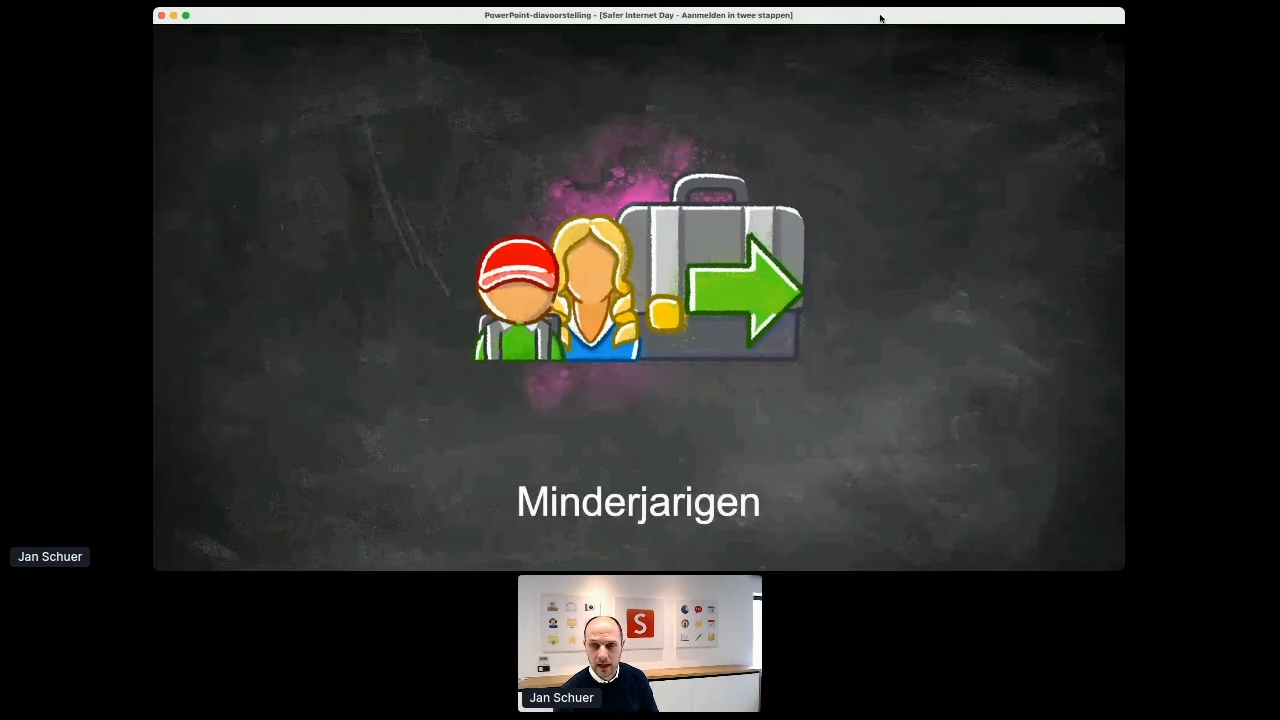 PowerPoint-diavoorstelling - [Safer Internet Day - Aanmelden in twee stappen]
Minderjarigen
Jan Schuer
S
Jan Schuer